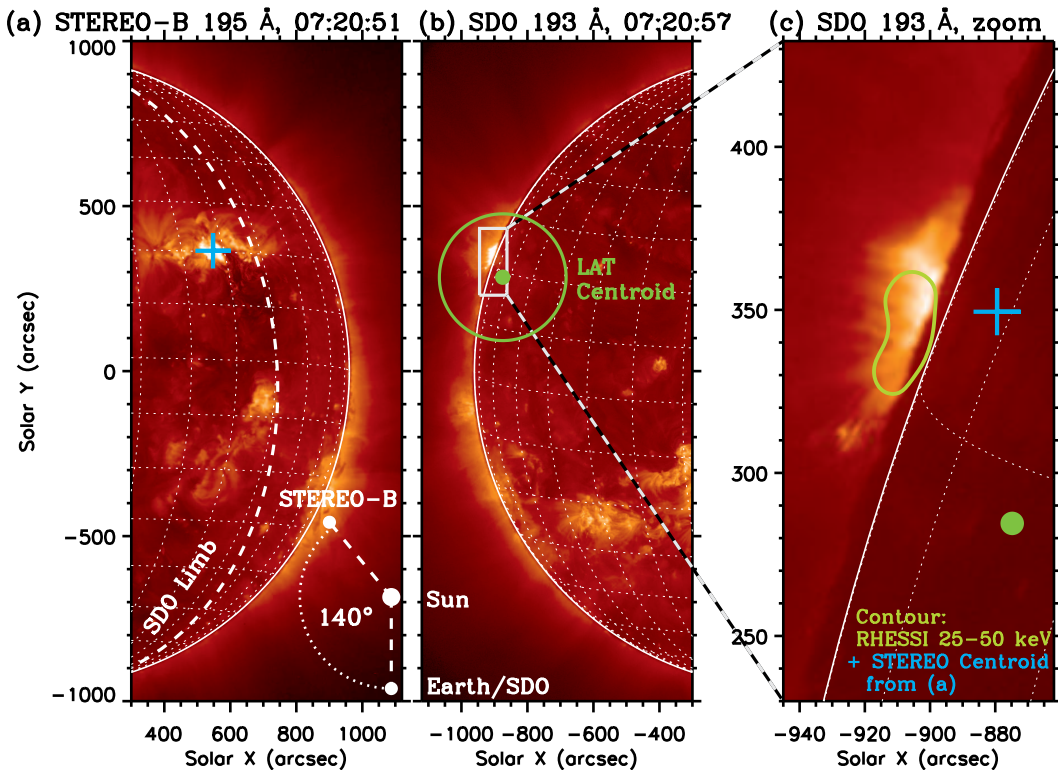 (a) STEREO-B 195 Å, 07:20:51
(b) SDO 193 Å, 07:20:57
(c) SDO 193 Å, zoom
1000
500
0
-500
-1000
Solar Y (arcsec)
400 600 800 1000
Solar X (arcsec)
SDO Limb
STEREO-B
140°
Sun
Earth/SDO
LAT
Centroid
-1000 -800 -600 -400
Solar X (arcsec)
400
350
300
250
Contour:
RHESSI 25-50 keV
+ STEREO Centroid
from (a)
-940 -920 -900 -880
Solar X (arcsec)